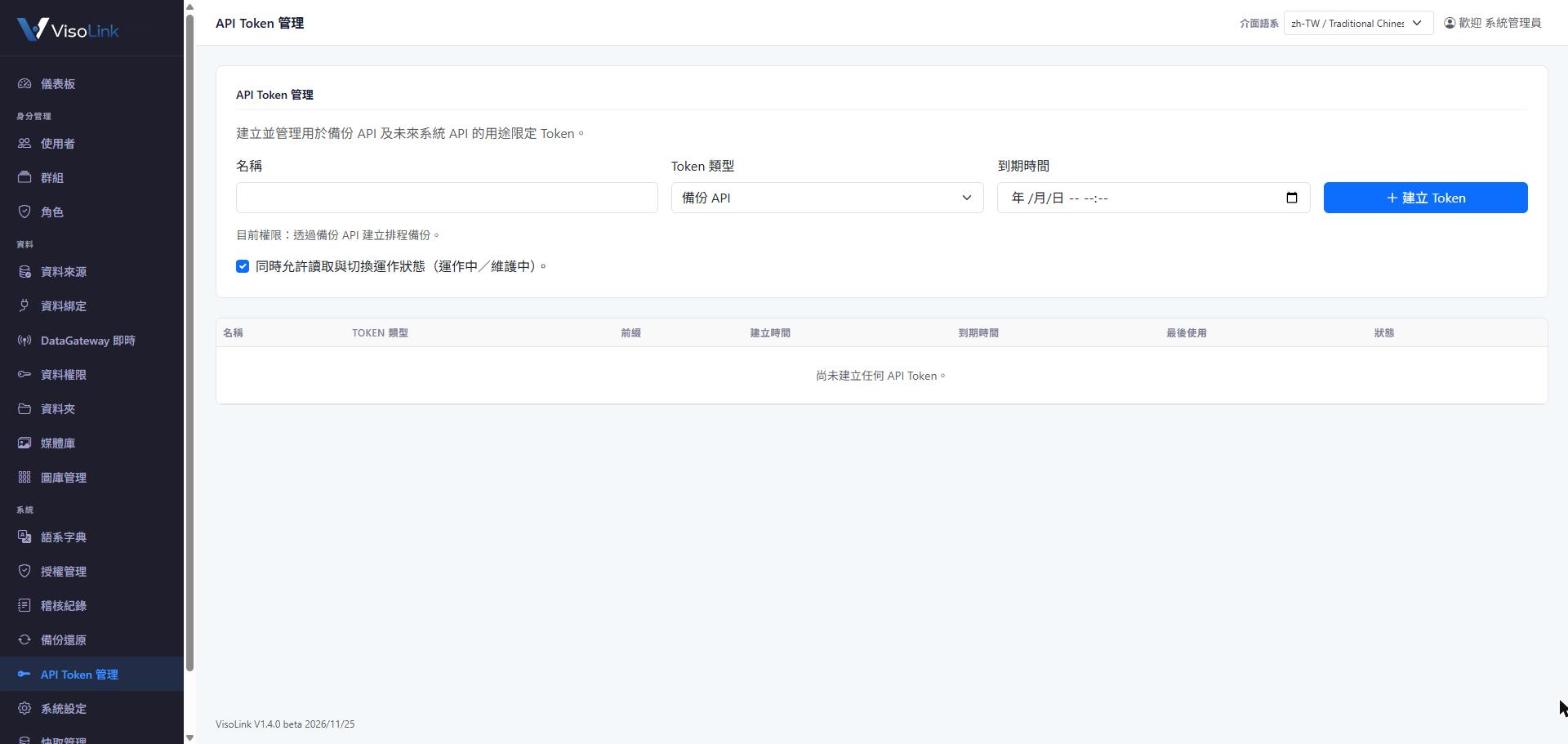 VisoLink
API Token 管理
介面語系
zh-TW / Traditional Chines
歡迎 系統管理員
儀表板
身分管理
使用者
群組
角色
資料
資料來源
資料綁定
DataGateway 即時
資料權限
資料夾
媒體庫
圖庫管理
系統
語系字典
授權管理
稽核紀錄
備份還原
API Token 管理
系統設定
快取管理
API Token 管理
建立並管理用於備份 API 及未來系統 API 的用途限定 Token。
名稱
Token 類型
到期時間
備份 API
年 /月/日 -- --:--
建立 Token
目前權限：透過備份 API 建立排程備份。
同時允許讀取與切換運作狀態（運作中／維護中）。
名稱 TOKEN 類型 前綴 建立時間 到期時間 最後使用 狀態
尚未建立任何 API Token。
VisoLink V1.4.0 beta 2026/11/25